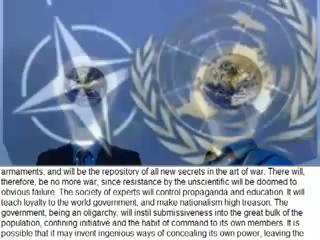 armaments, and will be the repository of all new secrets in the art of war. There will,
therefore, be no more war, since resistance by the unscientific will be doomed to
obvious failure. The society of experts will control propaganda and education. It will
teach loyalty to the world government, and make nationalism high treason. The
government, being an oligarchy, will instil submissiveness into the great bulk of the
population, confining initiative and the habit of command to its own members. It is
possible that it may invent ingenious ways of concealing its own power, leaving the